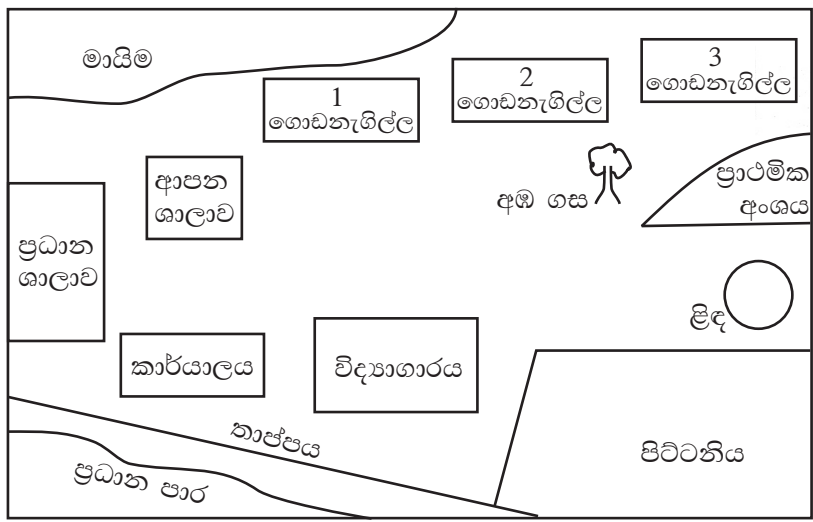 මායිම
1
ගොඩනැගිල්ල
2
ගොඩනැගිල්ල
3
ගොඩනැගිල්ල
ආපන
ශාලාව
අඹ ගස
ප්‍රාථමික
අංශය
ප්‍රධාන
ශාලාව
ළිඳ
කාර්යාලය
විද්‍යාගාරය
තාප්පය
පිට්ටනිය
ප්‍රධාන පාර